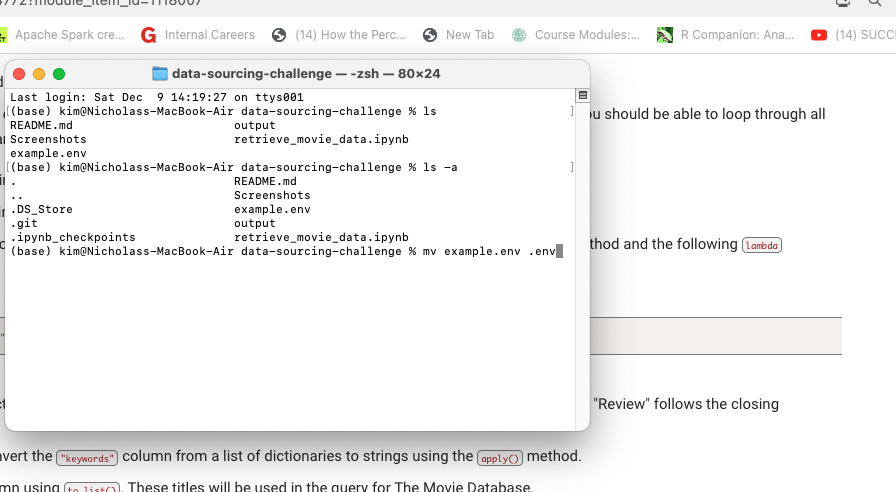 4772?module_item_id=1118007
Apache Spark cre... Internal Careers (14) How the Perc... New Tab Course Modules:... R Companion: Ana... (14) SUCC
data-sourcing-challenge — -zsh — 80×24
Last login: Sat Dec  9 14:19:27 on ttys001
[(base) kim@Nicholass-MacBook-Air data-sourcing-challenge % ls ]
README.md output
Screenshots retrieve_movie_data.ipynb
example.env
[(base) kim@Nicholass-MacBook-Air data-sourcing-challenge % ls -a ]
. README.md
.. Screenshots
.DS_Store example.env
.git output
.ipynb_checkpoints retrieve_movie_data.ipynb
(base) kim@Nicholass-MacBook-Air data-sourcing-challenge % mv example.env .env
should be able to loop through all
and the following lambda
"Review" follows the closing
"keywords" column from a list of dictionaries to strings using the apply() method.
using to_list(). These titles will be used in the query for The Movie Database.